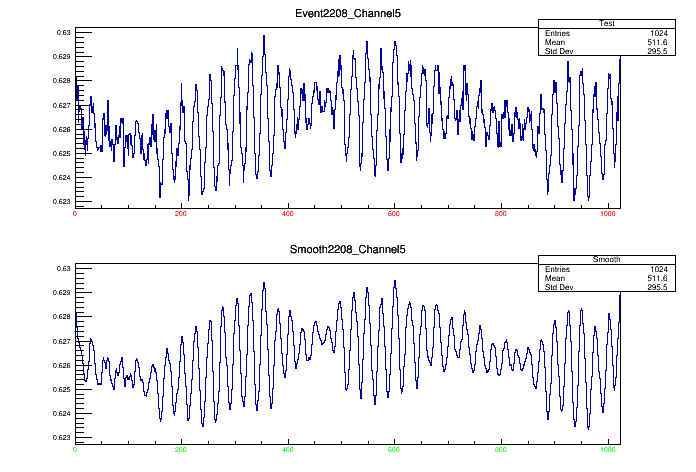 Event2208_Channel5
Test
Entries 1024
Mean 511.6
Std Dev 295.5
0.63
0.629
0.628
0.627
0.626
0.625
0.624
0.623
0 200 400 600 800 1000
Smooth2208_Channel5
Smooth
Entries 1024
Mean 511.6
Std Dev 295.5
0.63
0.629
0.628
0.627
0.626
0.625
0.624
0.623
0 200 400 600 800 1000